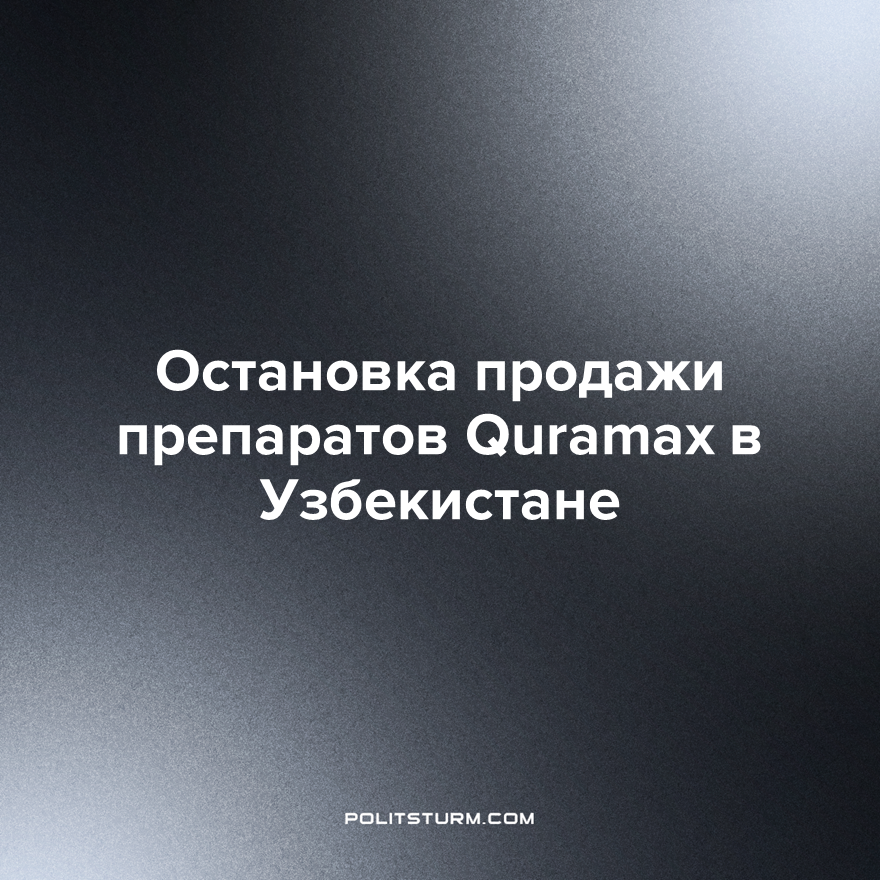 Остановка продажи
препаратов Quramax в
Узбекистане
POLITSTURM.COM